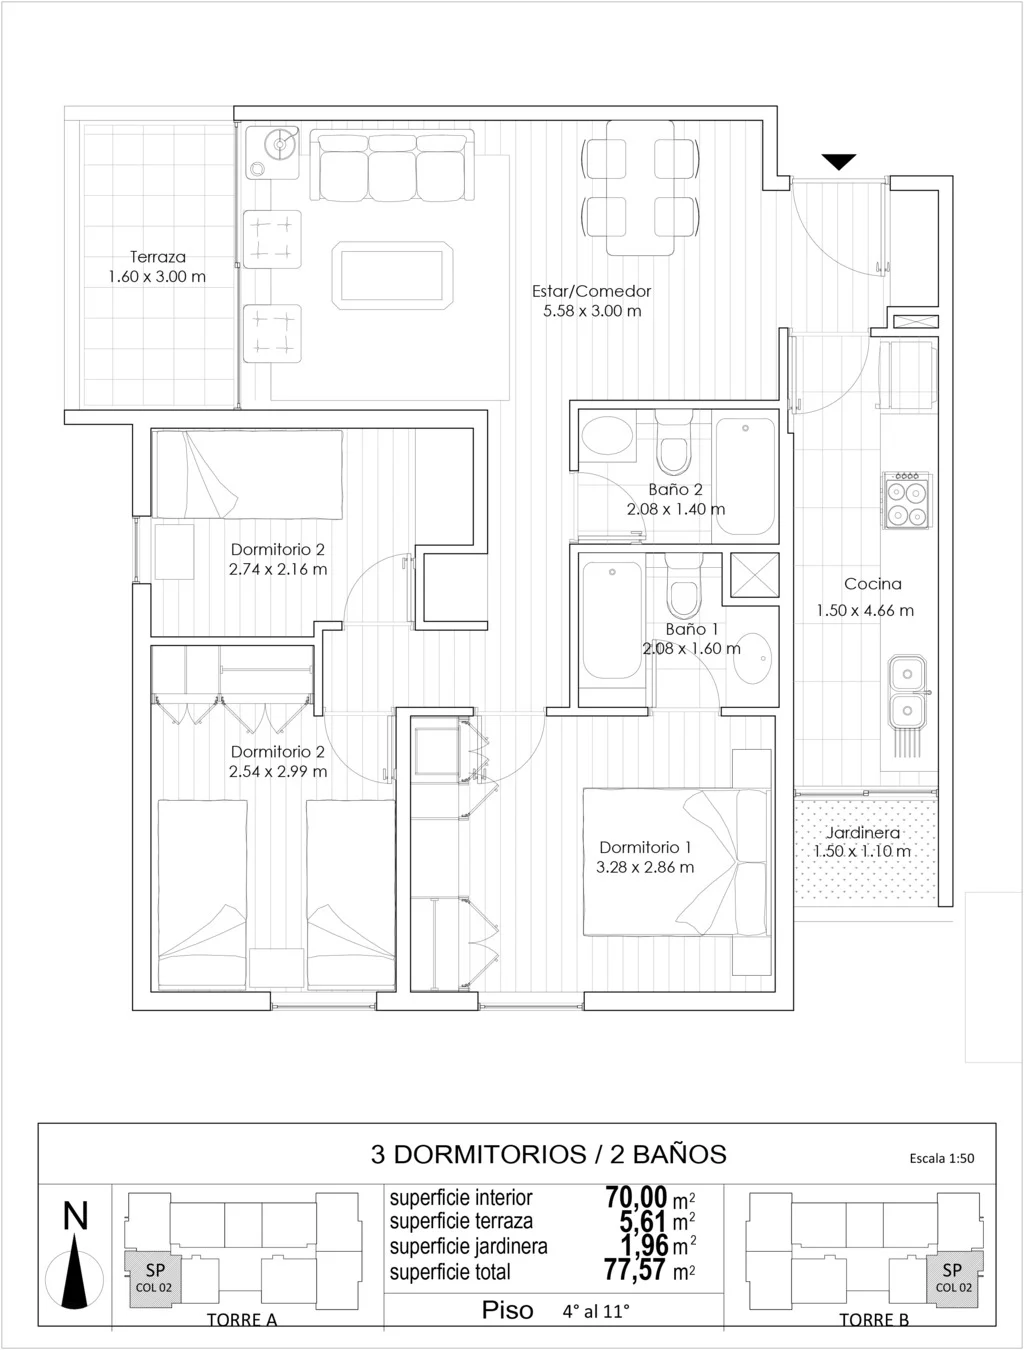 Terraza
1.60 x 3.00 m
Estar/Comedor
5.58 x 3.00 m
Baño 2
2.08 x 1.40 m
Dormitorio 2
2.74 x 2.16 m
Cocina
1.50 x 4.66 m
Baño 1
2.08 x 1.60 m
Dormitorio 2
2.54 x 2.99 m
Jardinera
1.50 x 1.10 m
Dormitorio 1
3.28 x 2.86 m
3 DORMITORIOS / 2 BAÑOS
Escala 1:50
N
SP
COL 02
TORRE A
superficie interior 70,00 m²
superficie terraza 5,61 m²
superficie jardinera 1,96 m²
superficie total 77,57 m²
Piso 4° al 11°
SP
COL 02
TORRE B